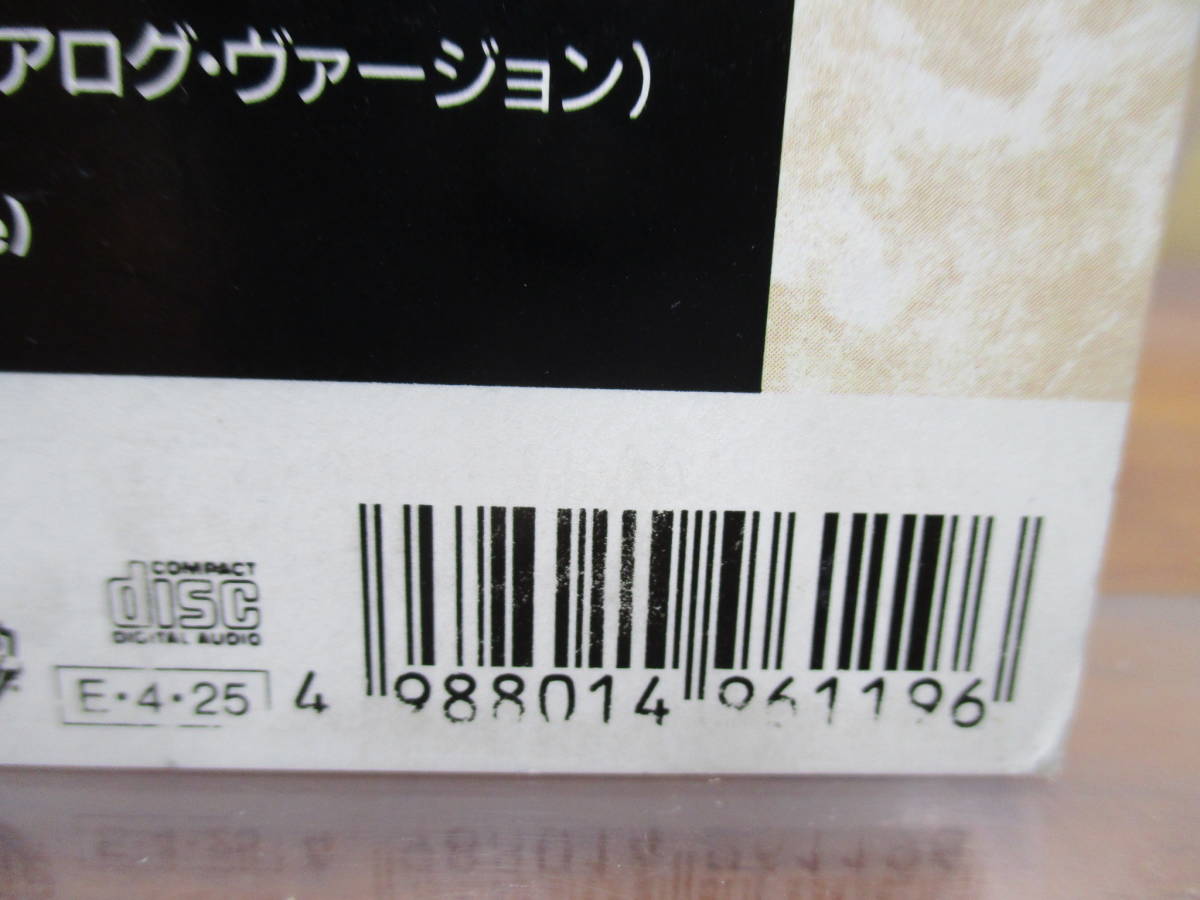 アログ・ヴァージョン)
e)
COMPACT
disc
DIGITAL AUDIO
E・4・25
4 988014 961196